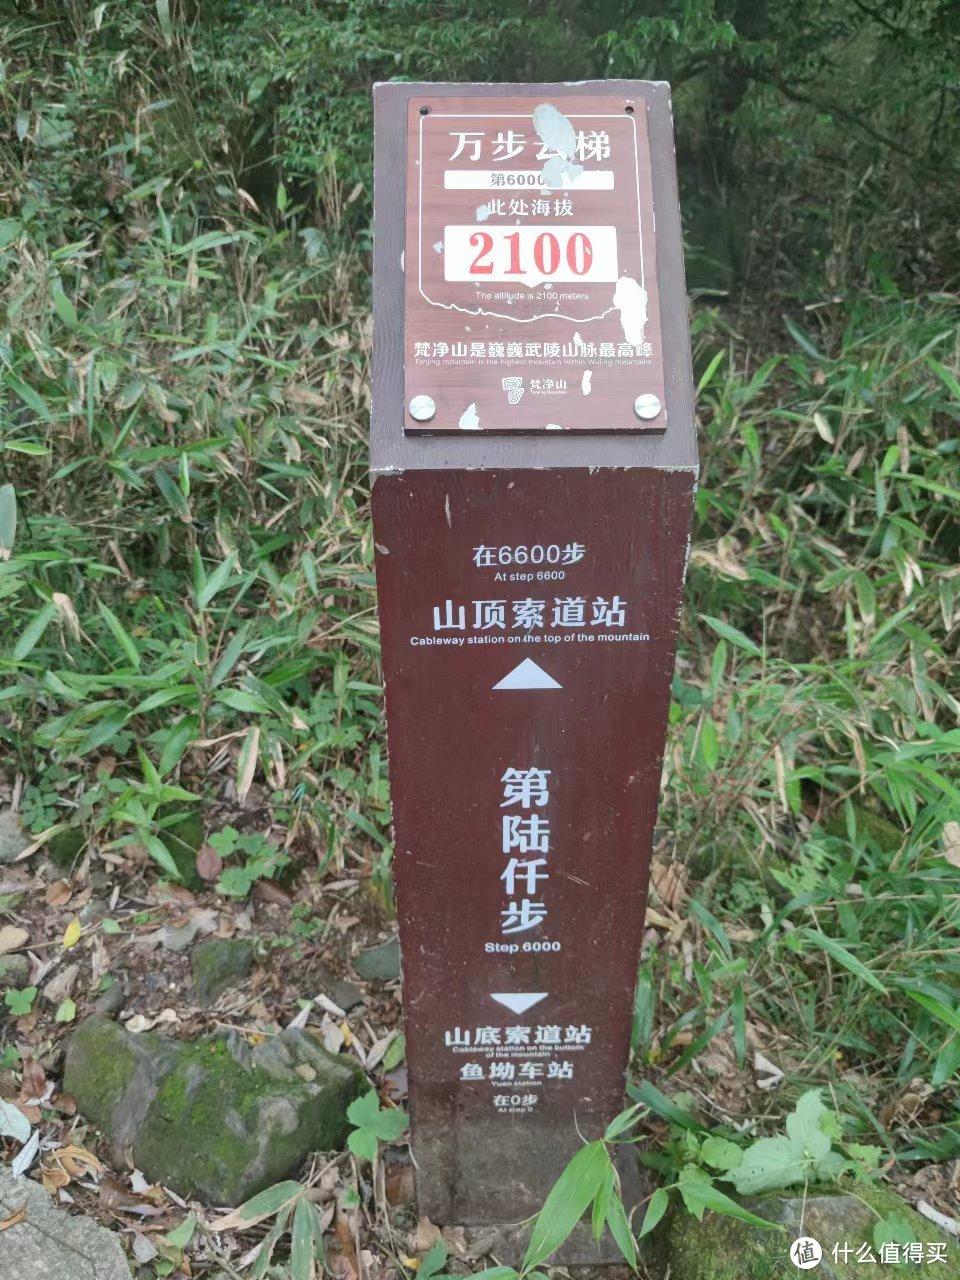 万步云梯
第6000
此处海拔
2100
The altitude is 2100 meters
梵净山是巍巍武陵山脉最高峰
Fanjing mountain is the highest mountain within Wuling mountains
梵净山
在6600步
At step 6600
山顶索道站
Cableway station on the top of the mountain
第
陆
仟
步
Step 6000
山底索道站
Cableway station on the bottom
of the mountain
鱼坳车站
Yuao station
在0步
At step 0
值 什么值得买